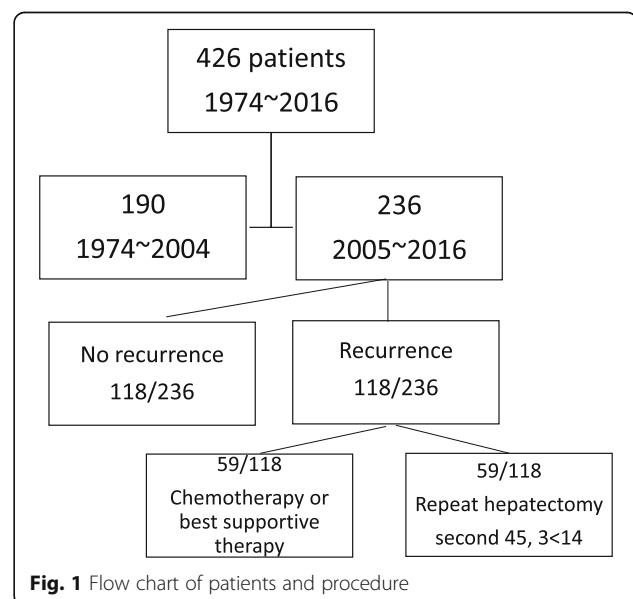 426 patients
1974~2016
190
1974~2004
236
2005~2016
No recurrence
118/236
Recurrence
118/236
59/118
Chemotherapy or
best supportive
therapy
59/118
Repeat hepatectomy
second 45, 3<14
Fig. 1 Flow chart of patients and procedure